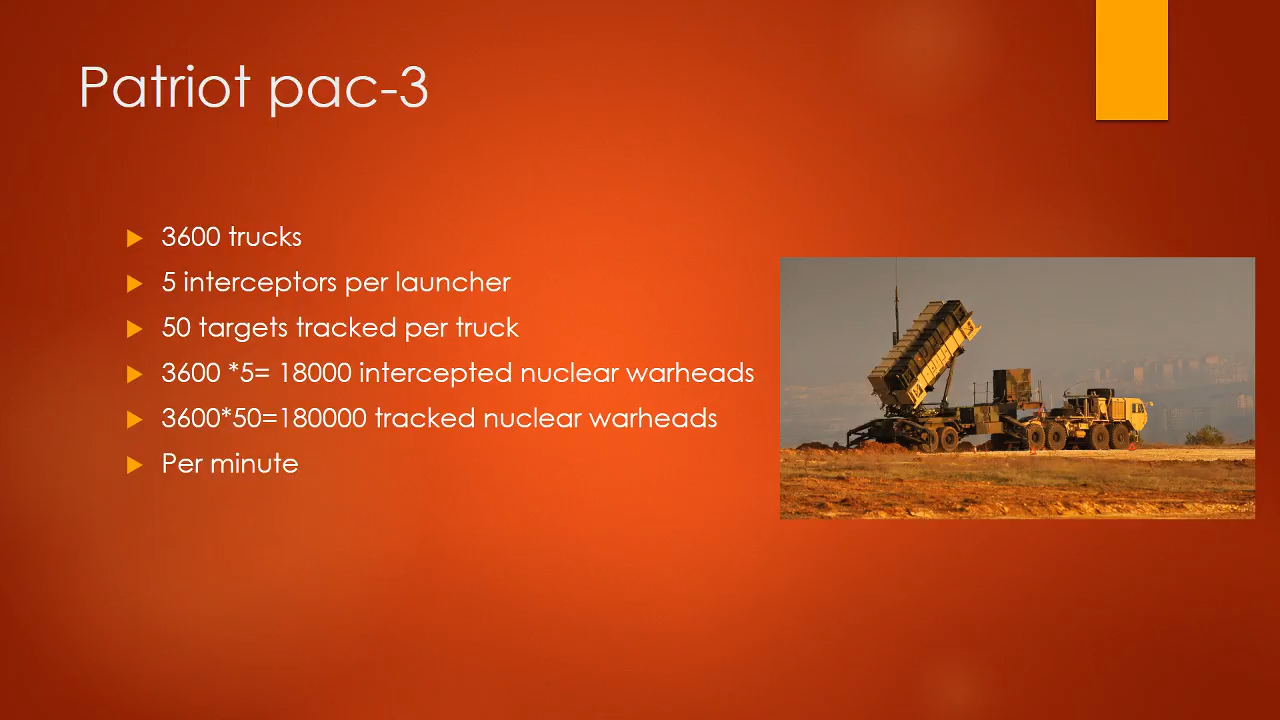 Patriot pac-3
3600 trucks
5 interceptors per launcher
50 targets tracked per truck
3600 *5= 18000 intercepted nuclear warheads
3600*50=180000 tracked nuclear warheads
Per minute